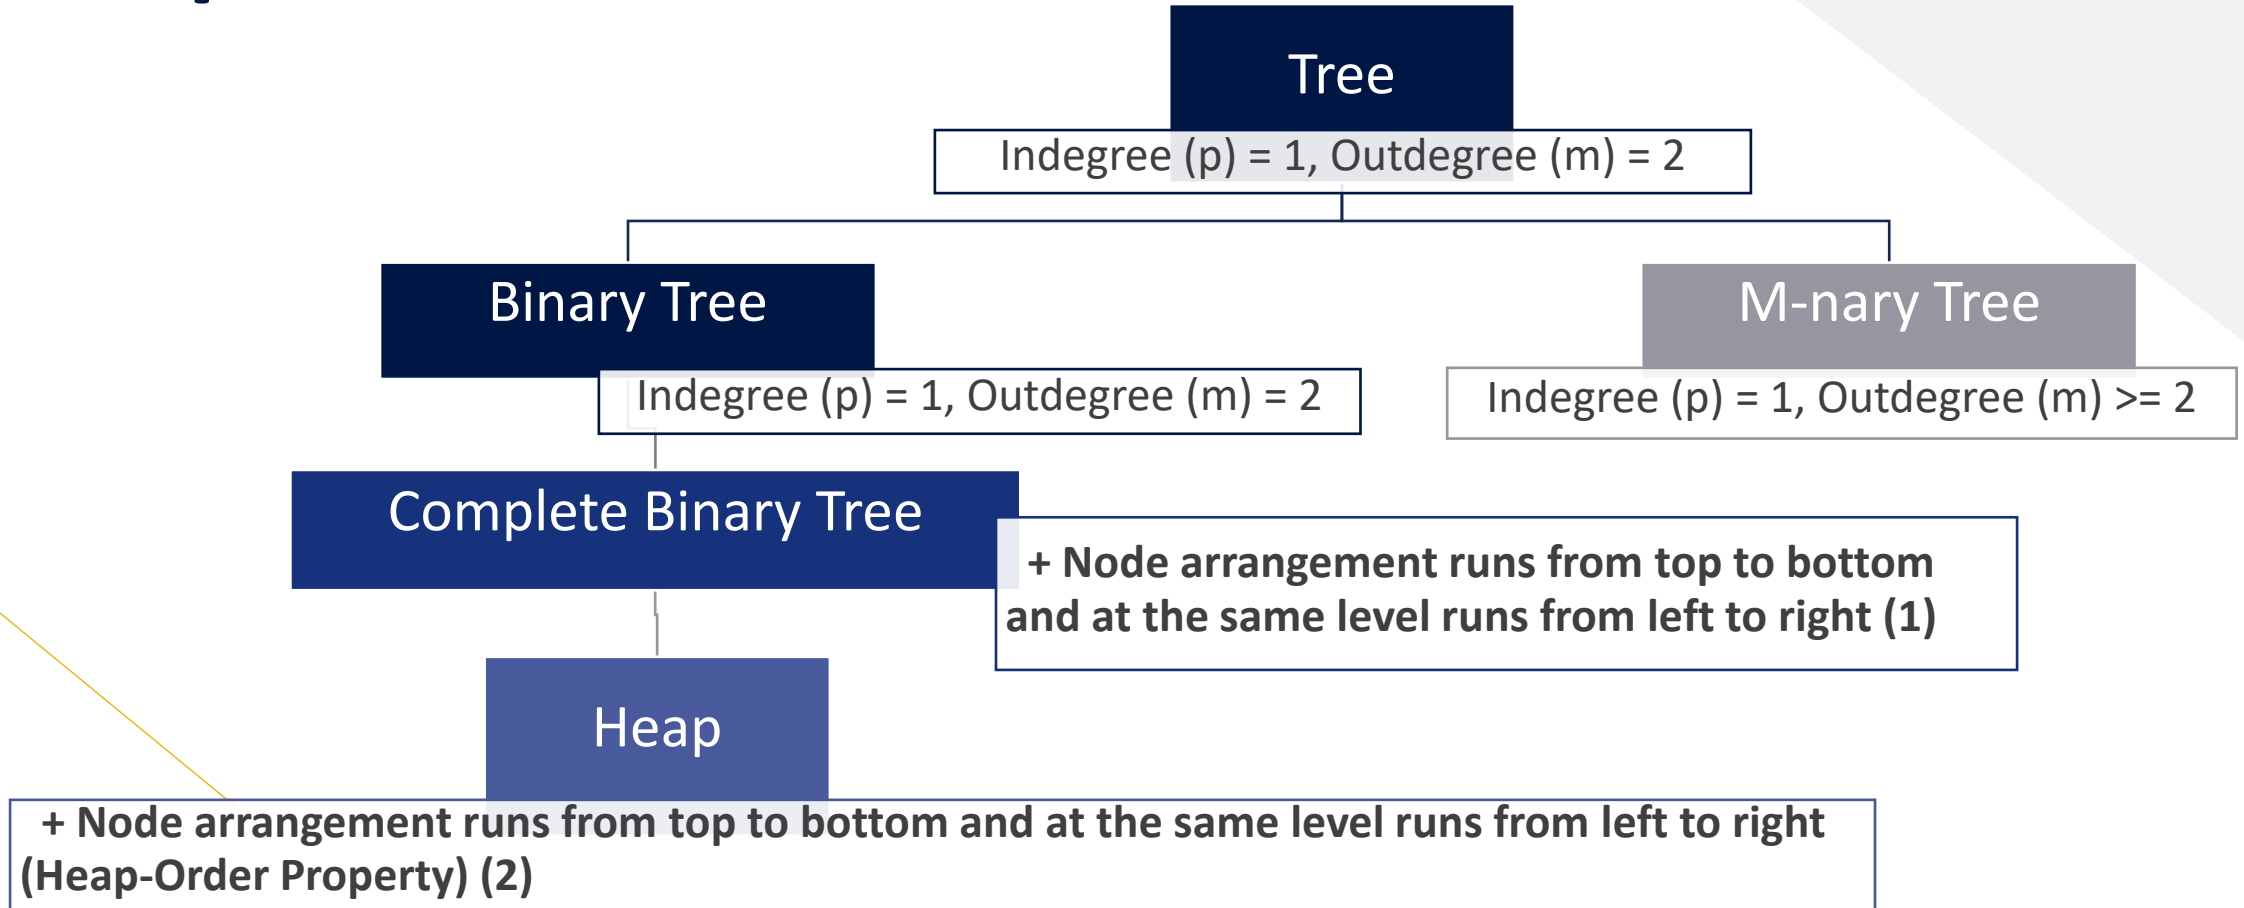 Tree
Indegree (p) = 1, Outdegree (m) = 2
Binary Tree
M-nary Tree
Indegree (p) = 1, Outdegree (m) = 2
Indegree (p) = 1, Outdegree (m) >= 2
Complete Binary Tree
+ Node arrangement runs from top to bottom
and at the same level runs from left to right (1)
Heap
+ Node arrangement runs from top to bottom and at the same level runs from left to right
(Heap-Order Property) (2)